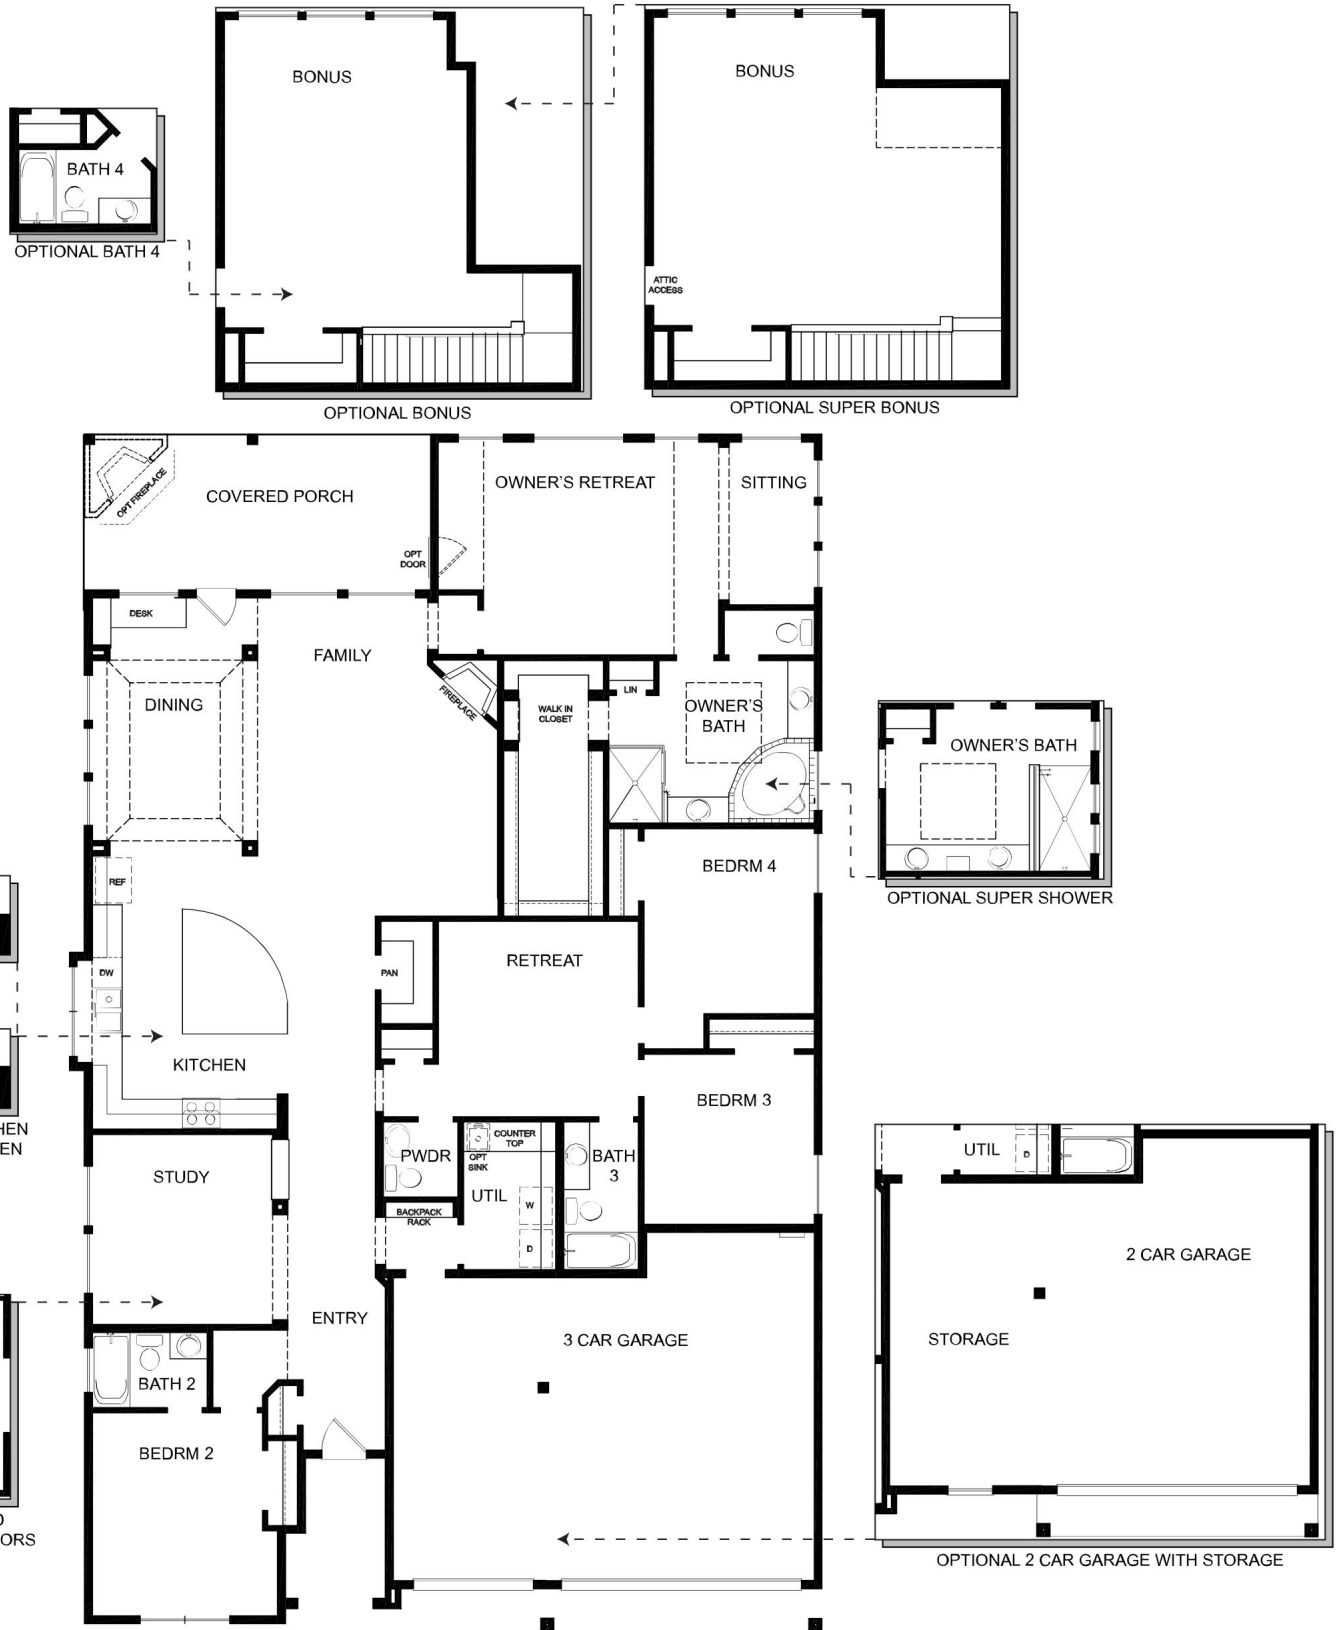 BONUS
BONUS
BATH 4
OPTIONAL BATH 4
ATTIC
ACCESS
OPTIONAL BONUS
OPTIONAL SUPER BONUS
OPT FIREPLACE
COVERED PORCH
OWNER'S RETREAT
SITTING
OPT
DOOR
DESK
FAMILY
FIREPLACE
DINING
WALK IN
CLOSET
LIN
OWNER'S
BATH
OWNER'S BATH
OPTIONAL SUPER SHOWER
REF
BEDRM 4
DW
PAN
RETREAT
KITCHEN
BEDRM 3
HEN
EN
STUDY
PWDR
OPT
SINK
COUNTER
TOP
UTIL
BATH
3
BACKPACK
RACK
W
D
UTIL
D
2 CAR GARAGE
STORAGE
ENTRY
3 CAR GARAGE
BATH 2
BEDRM 2
ORS
OPTIONAL 2 CAR GARAGE WITH STORAGE